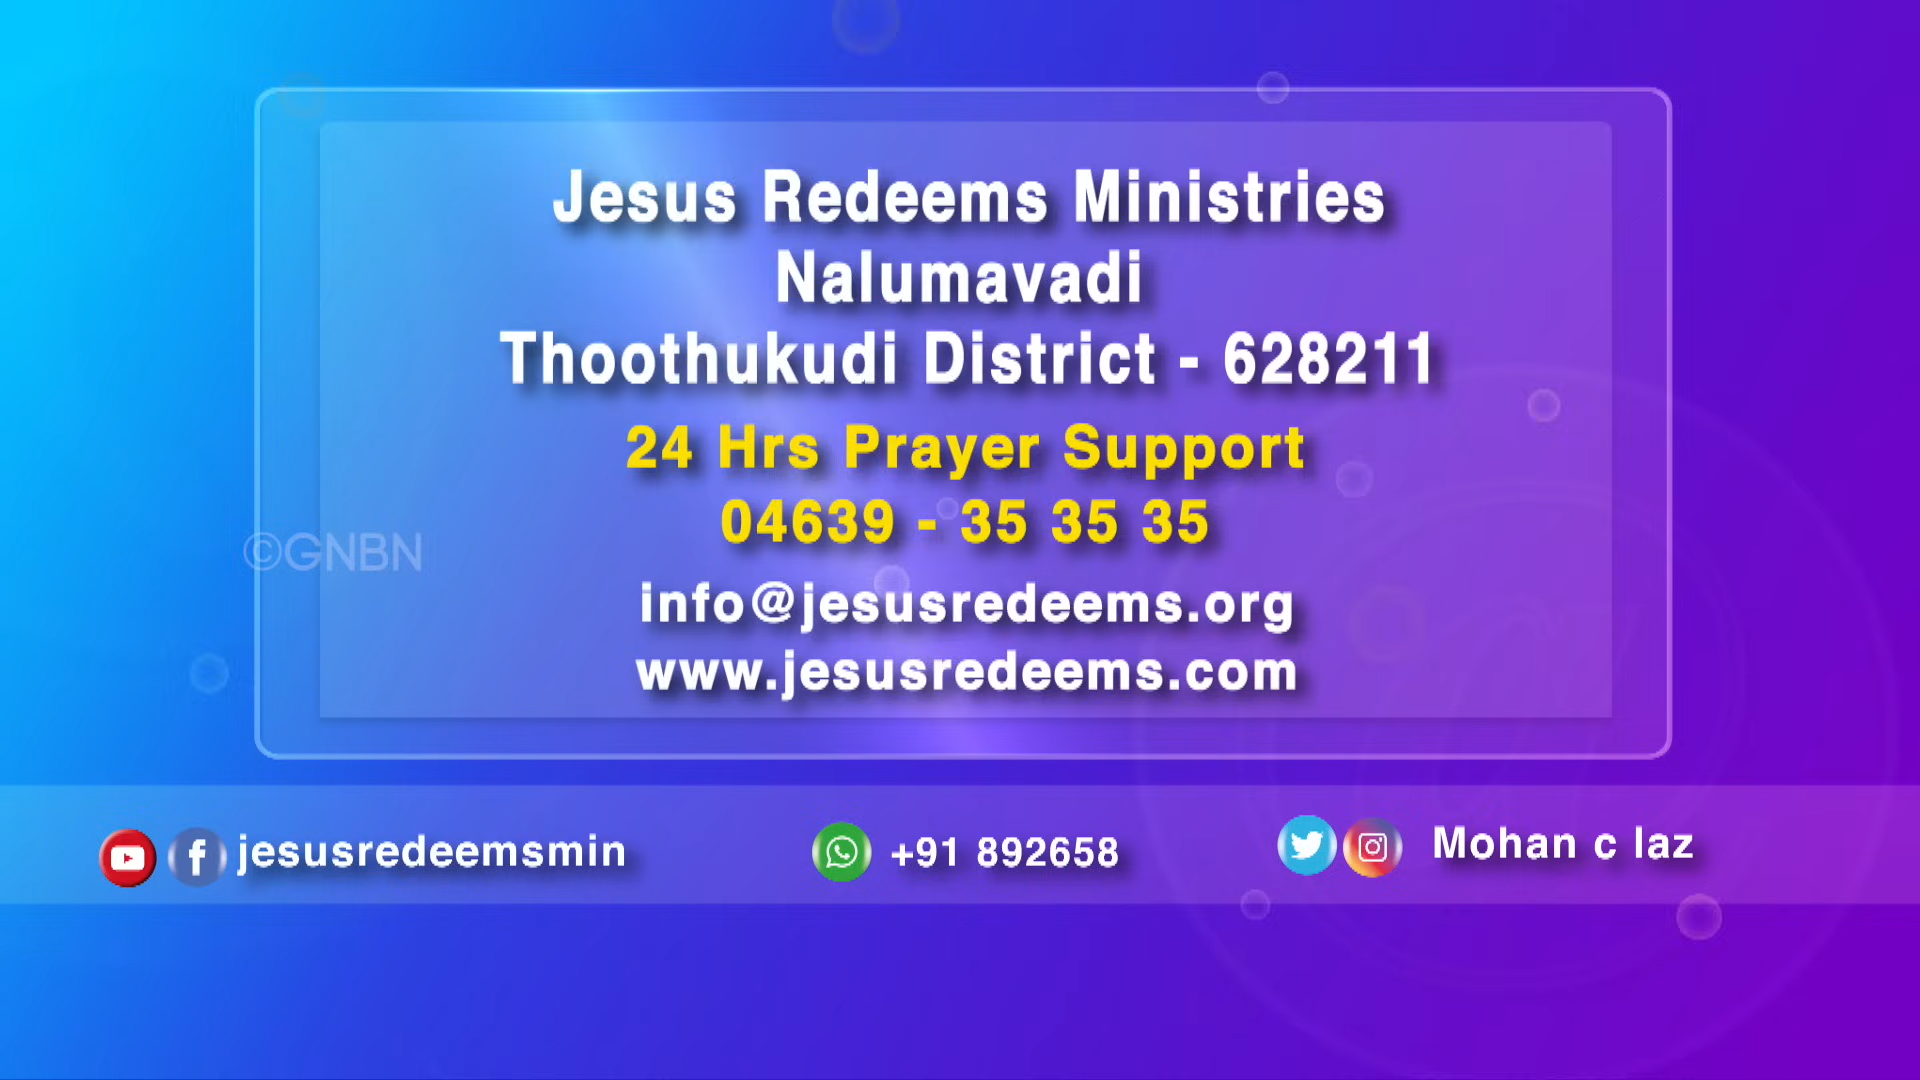 Jesus Redeems Ministries
Nalumavadi
Thoothukudi District - 628211
24 Hrs Prayer Support
04639 - 35 35 35
©GNBN
info@jesusredeems.org
www.jesusredeems.com
jesusredeemsmin
+91 892658
Mohan c laz